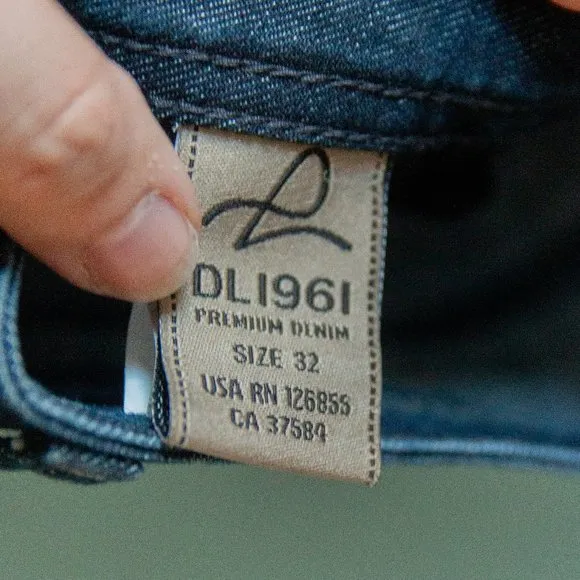 DL1961
PREMIUM DENIM
SIZE 32
USA RN 126855
CA 37584